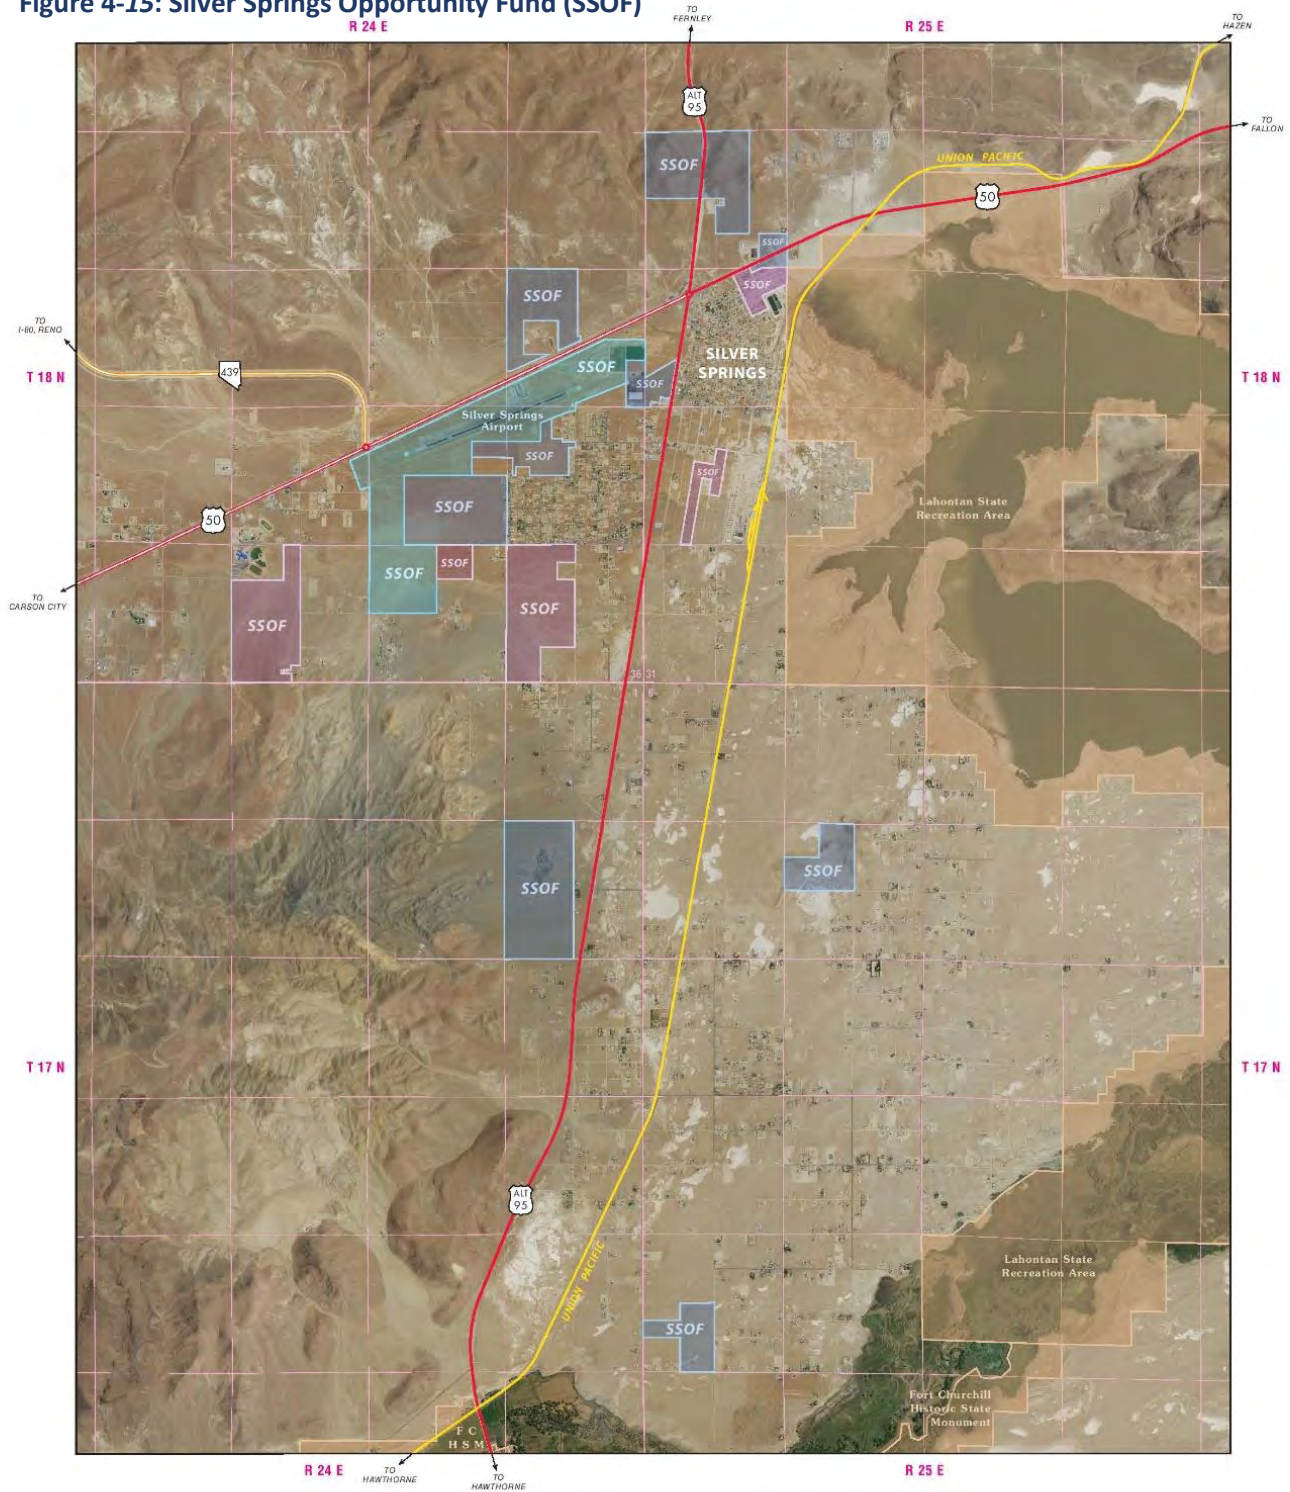 Figure 4-15: Silver Springs Opportunity Fund (SSOF)
TO
FERNLEY
TO
HAZEN
R 24 E
R 25 E
ALT
95
TO
FALLON
UNION PACIFIC
SSOF
50
SSOF
SSOF
SSOF
TO
I-80, RENO
SILVER
SPRINGS
SSOF
439
T 18 N
T 18 N
SSOF
Silver Springs
Airport
SSOF
SSOF
Lahontan State
Recreation Area
SSOF
50
SSOF
SSOF
TO
CARSON CITY
SSOF
SSOF
36 31
1 6
SSOF
SSOF
T 17 N
T 17 N
ALT
95
UNION PACIFIC
Lahontan State
Recreation Area
SSOF
Fort Churchill
Historic State
Monument
F C
H S M
R 24 E
TO
HAWTHORNE
TO
HAWTHORNE
R 25 E